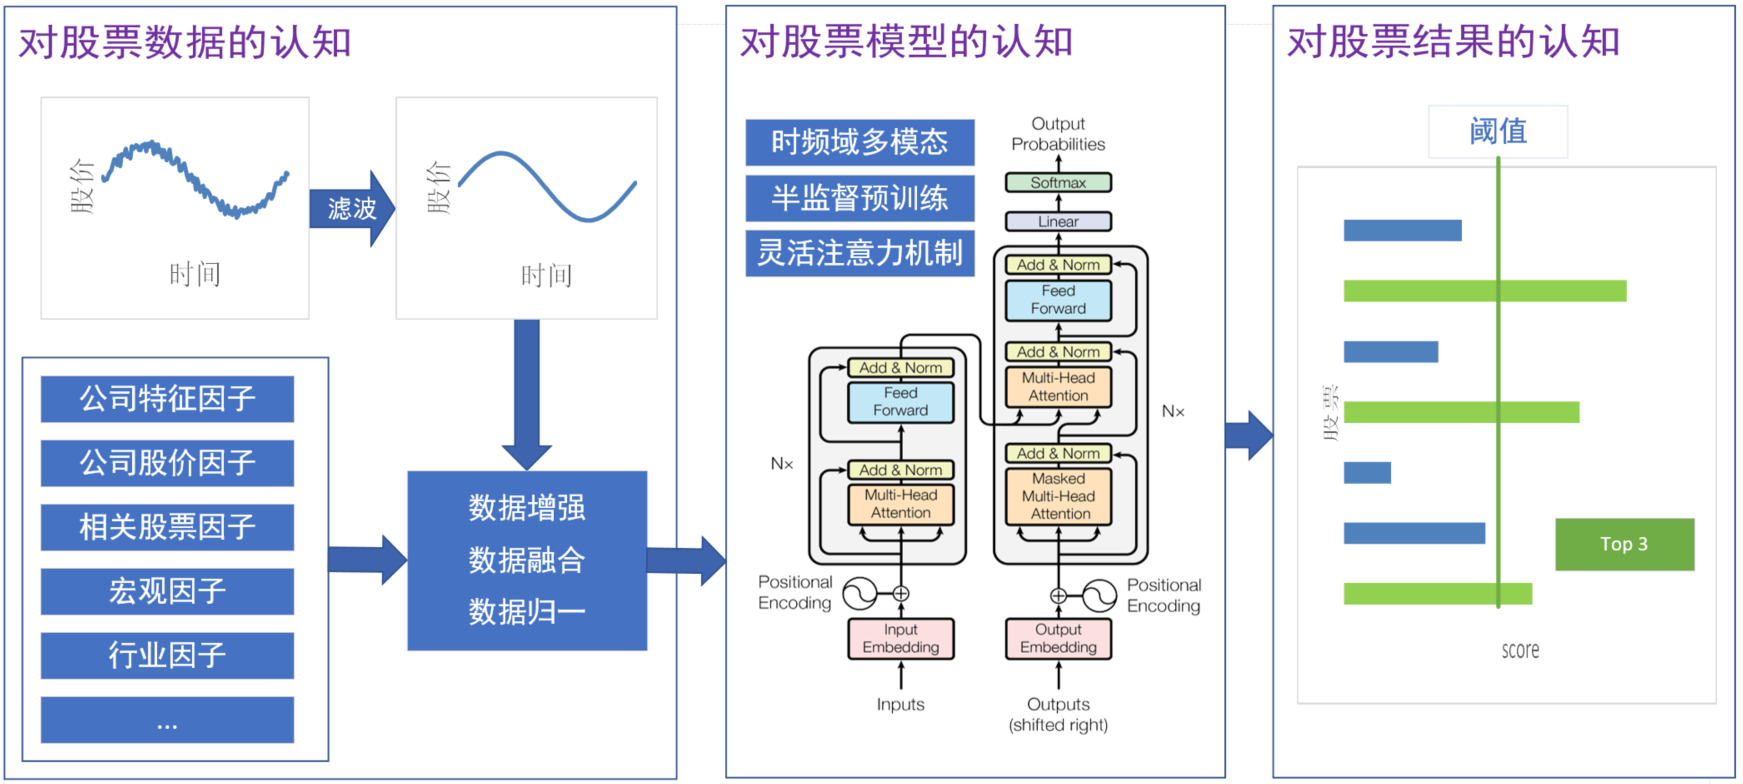 对股票数据的认知
股价
时间
滤波
股价
时间
公司特征因子
公司股价因子
相关股票因子
宏观因子
行业因子
...
数据增强
数据融合
数据归一
对股票模型的认知
时频域多模态
半监督预训练
灵活注意力机制
Output
Probabilities
Softmax
Linear
Add & Norm
Feed
Forward
Add & Norm
Multi-Head
Attention
Add & Norm
Masked
Multi-Head
Attention
Nx
Add & Norm
Feed
Forward
Add & Norm
Multi-Head
Attention
Nx
Positional
Encoding
Positional
Encoding
Input
Embedding
Output
Embedding
Inputs
Outputs
(shifted right)
对股票结果的认知
阈值
股票
Top 3
score